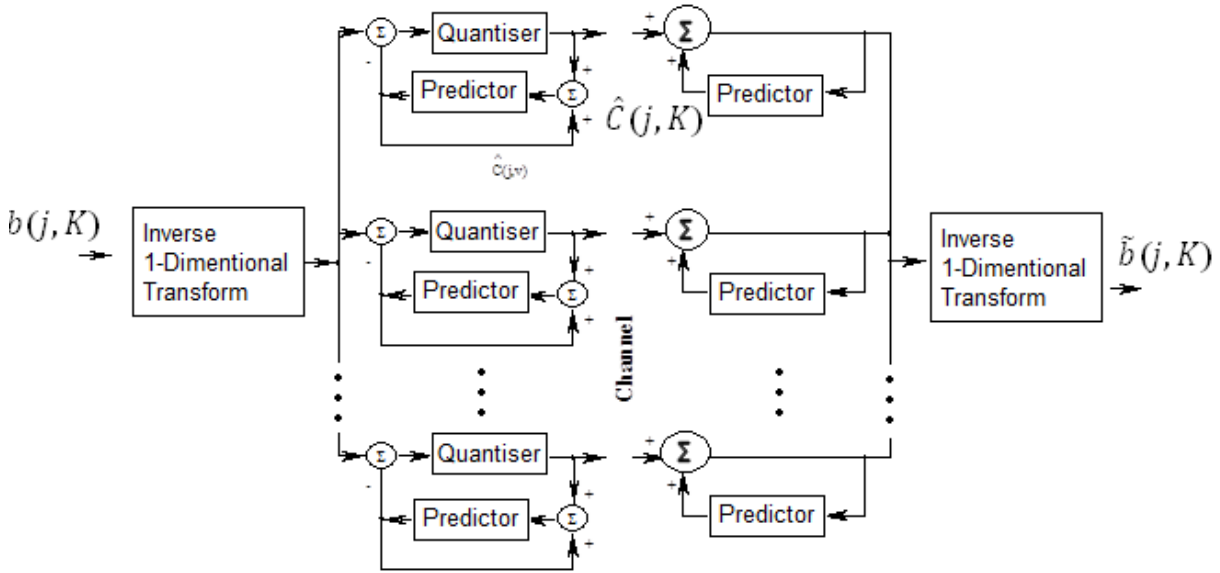 Σ Quantiser + Σ
- + +
Predictor Σ Predictor
+
Ĉ(j, K)
ĉ(j,v)
b(j, K)
Inverse
1-Dimentional
Transform
Σ Quantiser + Σ
- + +
Predictor Σ Predictor
+
Inverse
1-Dimentional
Transform
b̃(j, K)
Channel
Σ Quantiser + Σ
- + +
Predictor Σ Predictor
+